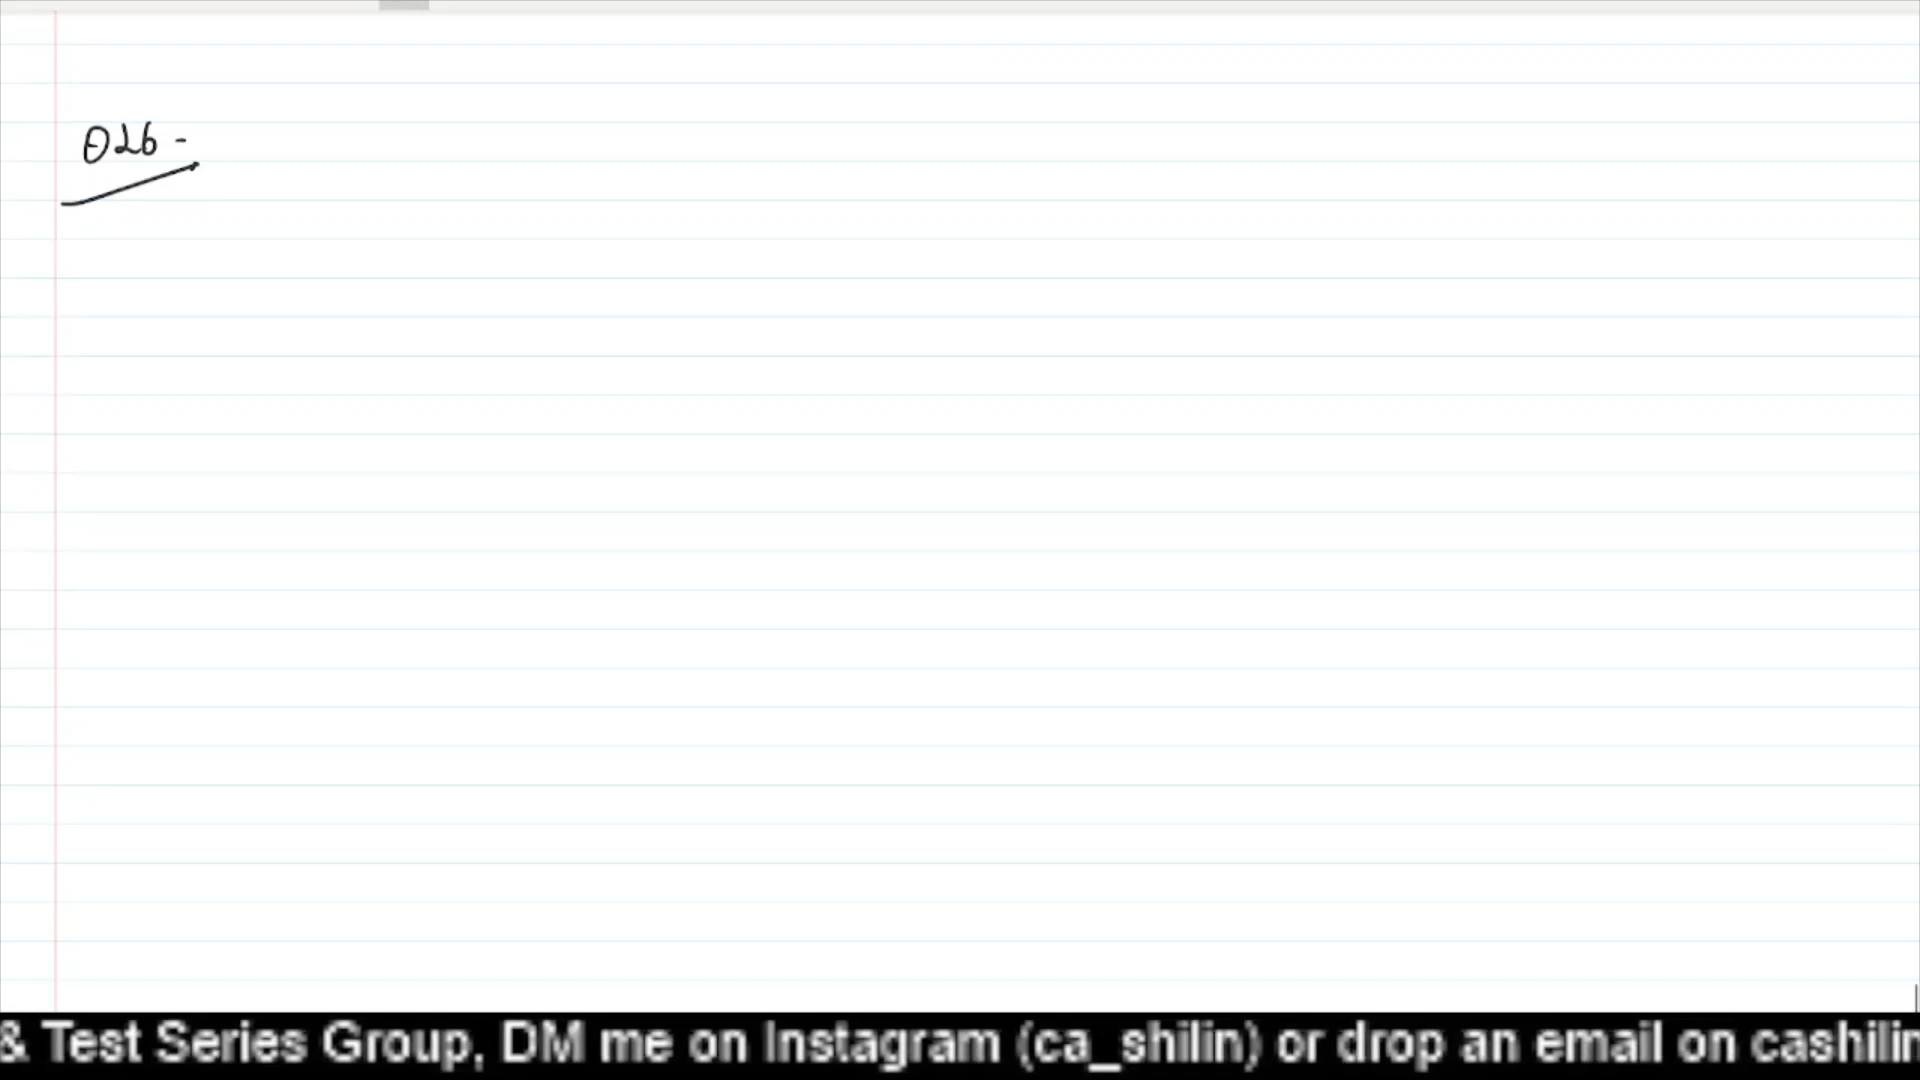 Q26 -
& Test Series Group, DM me on Instagram (ca_shilin) or drop an email on cashilin